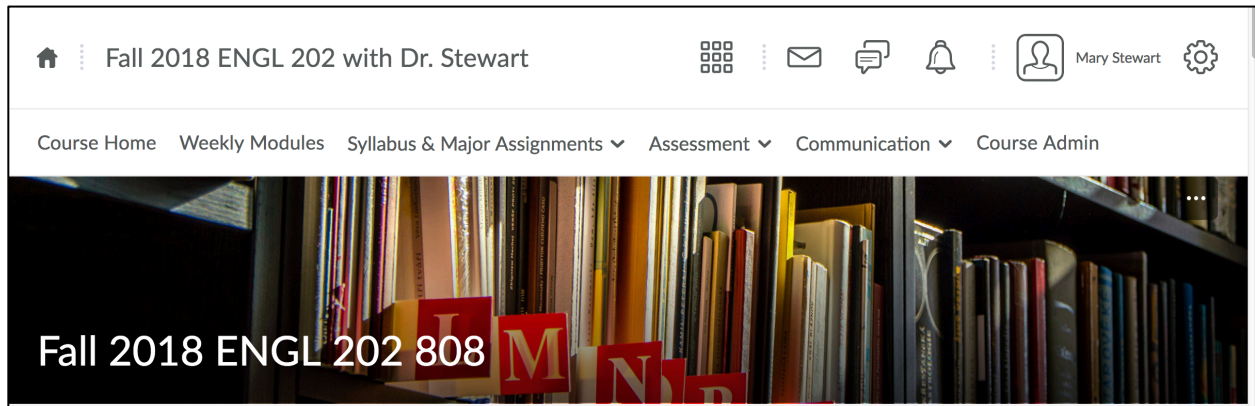 Fall 2018 ENGL 202 with Dr. Stewart
Mary Stewart
Course Home Weekly Modules Syllabus & Major Assignments Assessment Communication Course Admin
Fall 2018 ENGL 202 808
L M N